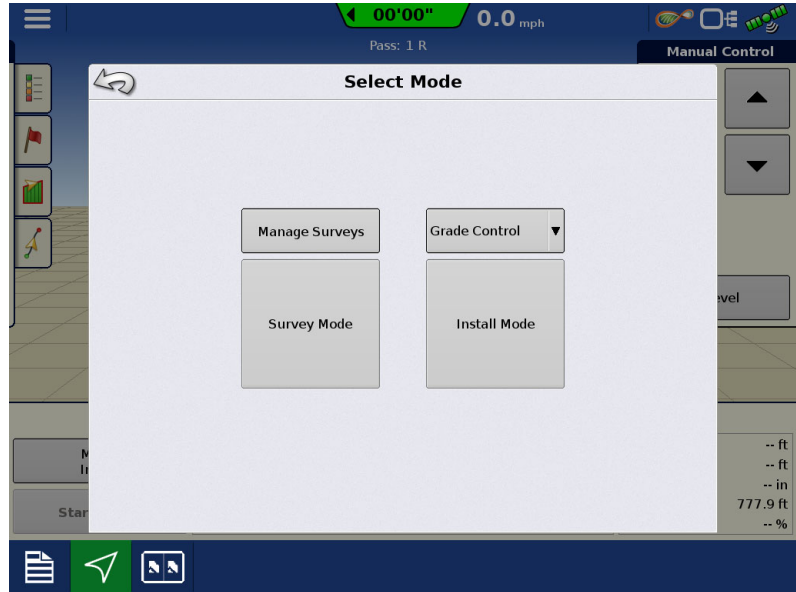 00'00"
0.0 mph
Pass: 1 R
Manual Control
Select Mode
Manage Surveys
Grade Control
Survey Mode
Install Mode
-- ft
-- ft
-- in
777.9 ft
-- %